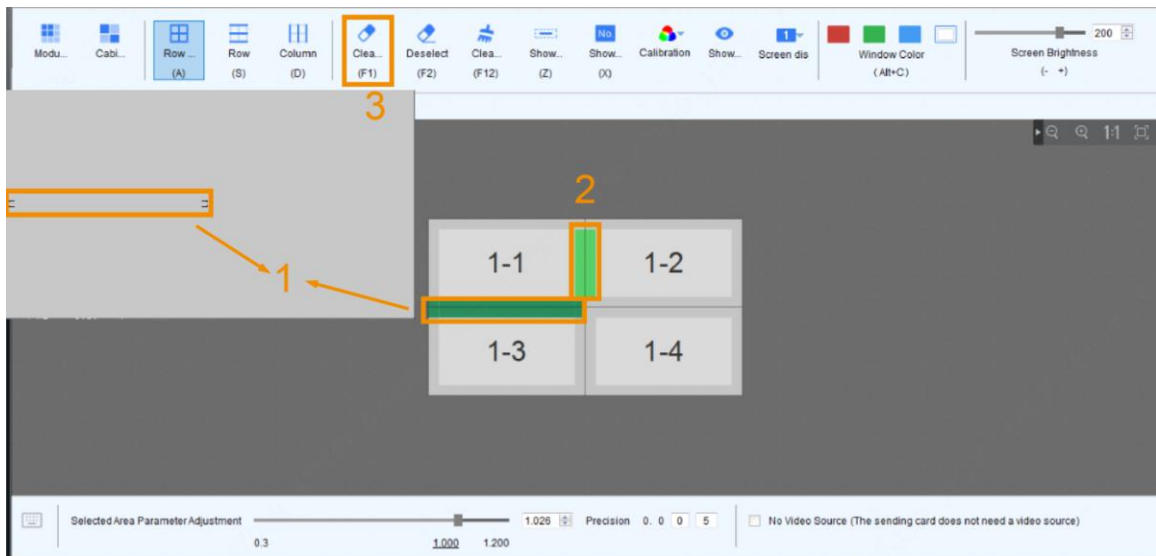 Modu... Cabi... Row ... Row Column Clea... Deselect Clea... Show... Show... Calibration Show... Screen dis Window Color Screen Brightness 200
(A) (S) (D) (F1) (F2) (F12) (Z) (X) (Alt+C) (- +)
No.
1
3
1:1
2
1-1 1-2
1
1-3 1-4
Selected Area Parameter Adjustment 1.026 Precision 0. 0 0 5 No Video Source (The sending card does not need a video source)
0.3 1.000 1.200